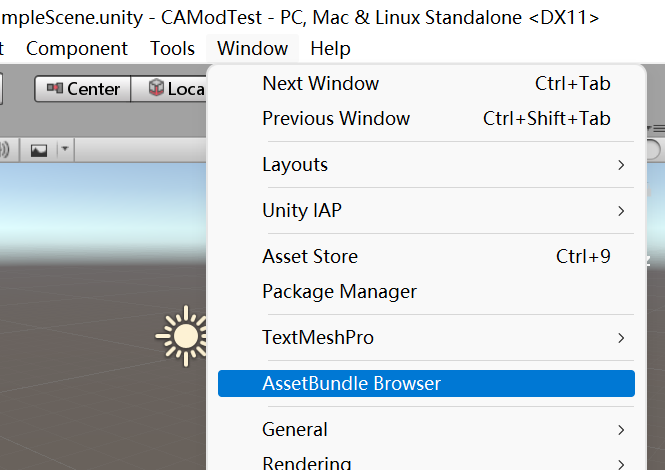 mpleScene.unity - CAModTest - PC, Mac & Linux Standalone <DX11>
t Component Tools Window Help
Center Loca
Next Window Ctrl+Tab
Previous Window Ctrl+Shift+Tab
Layouts
Unity IAP
Asset Store Ctrl+9
Package Manager
TextMeshPro
AssetBundle Browser
General
Rendering